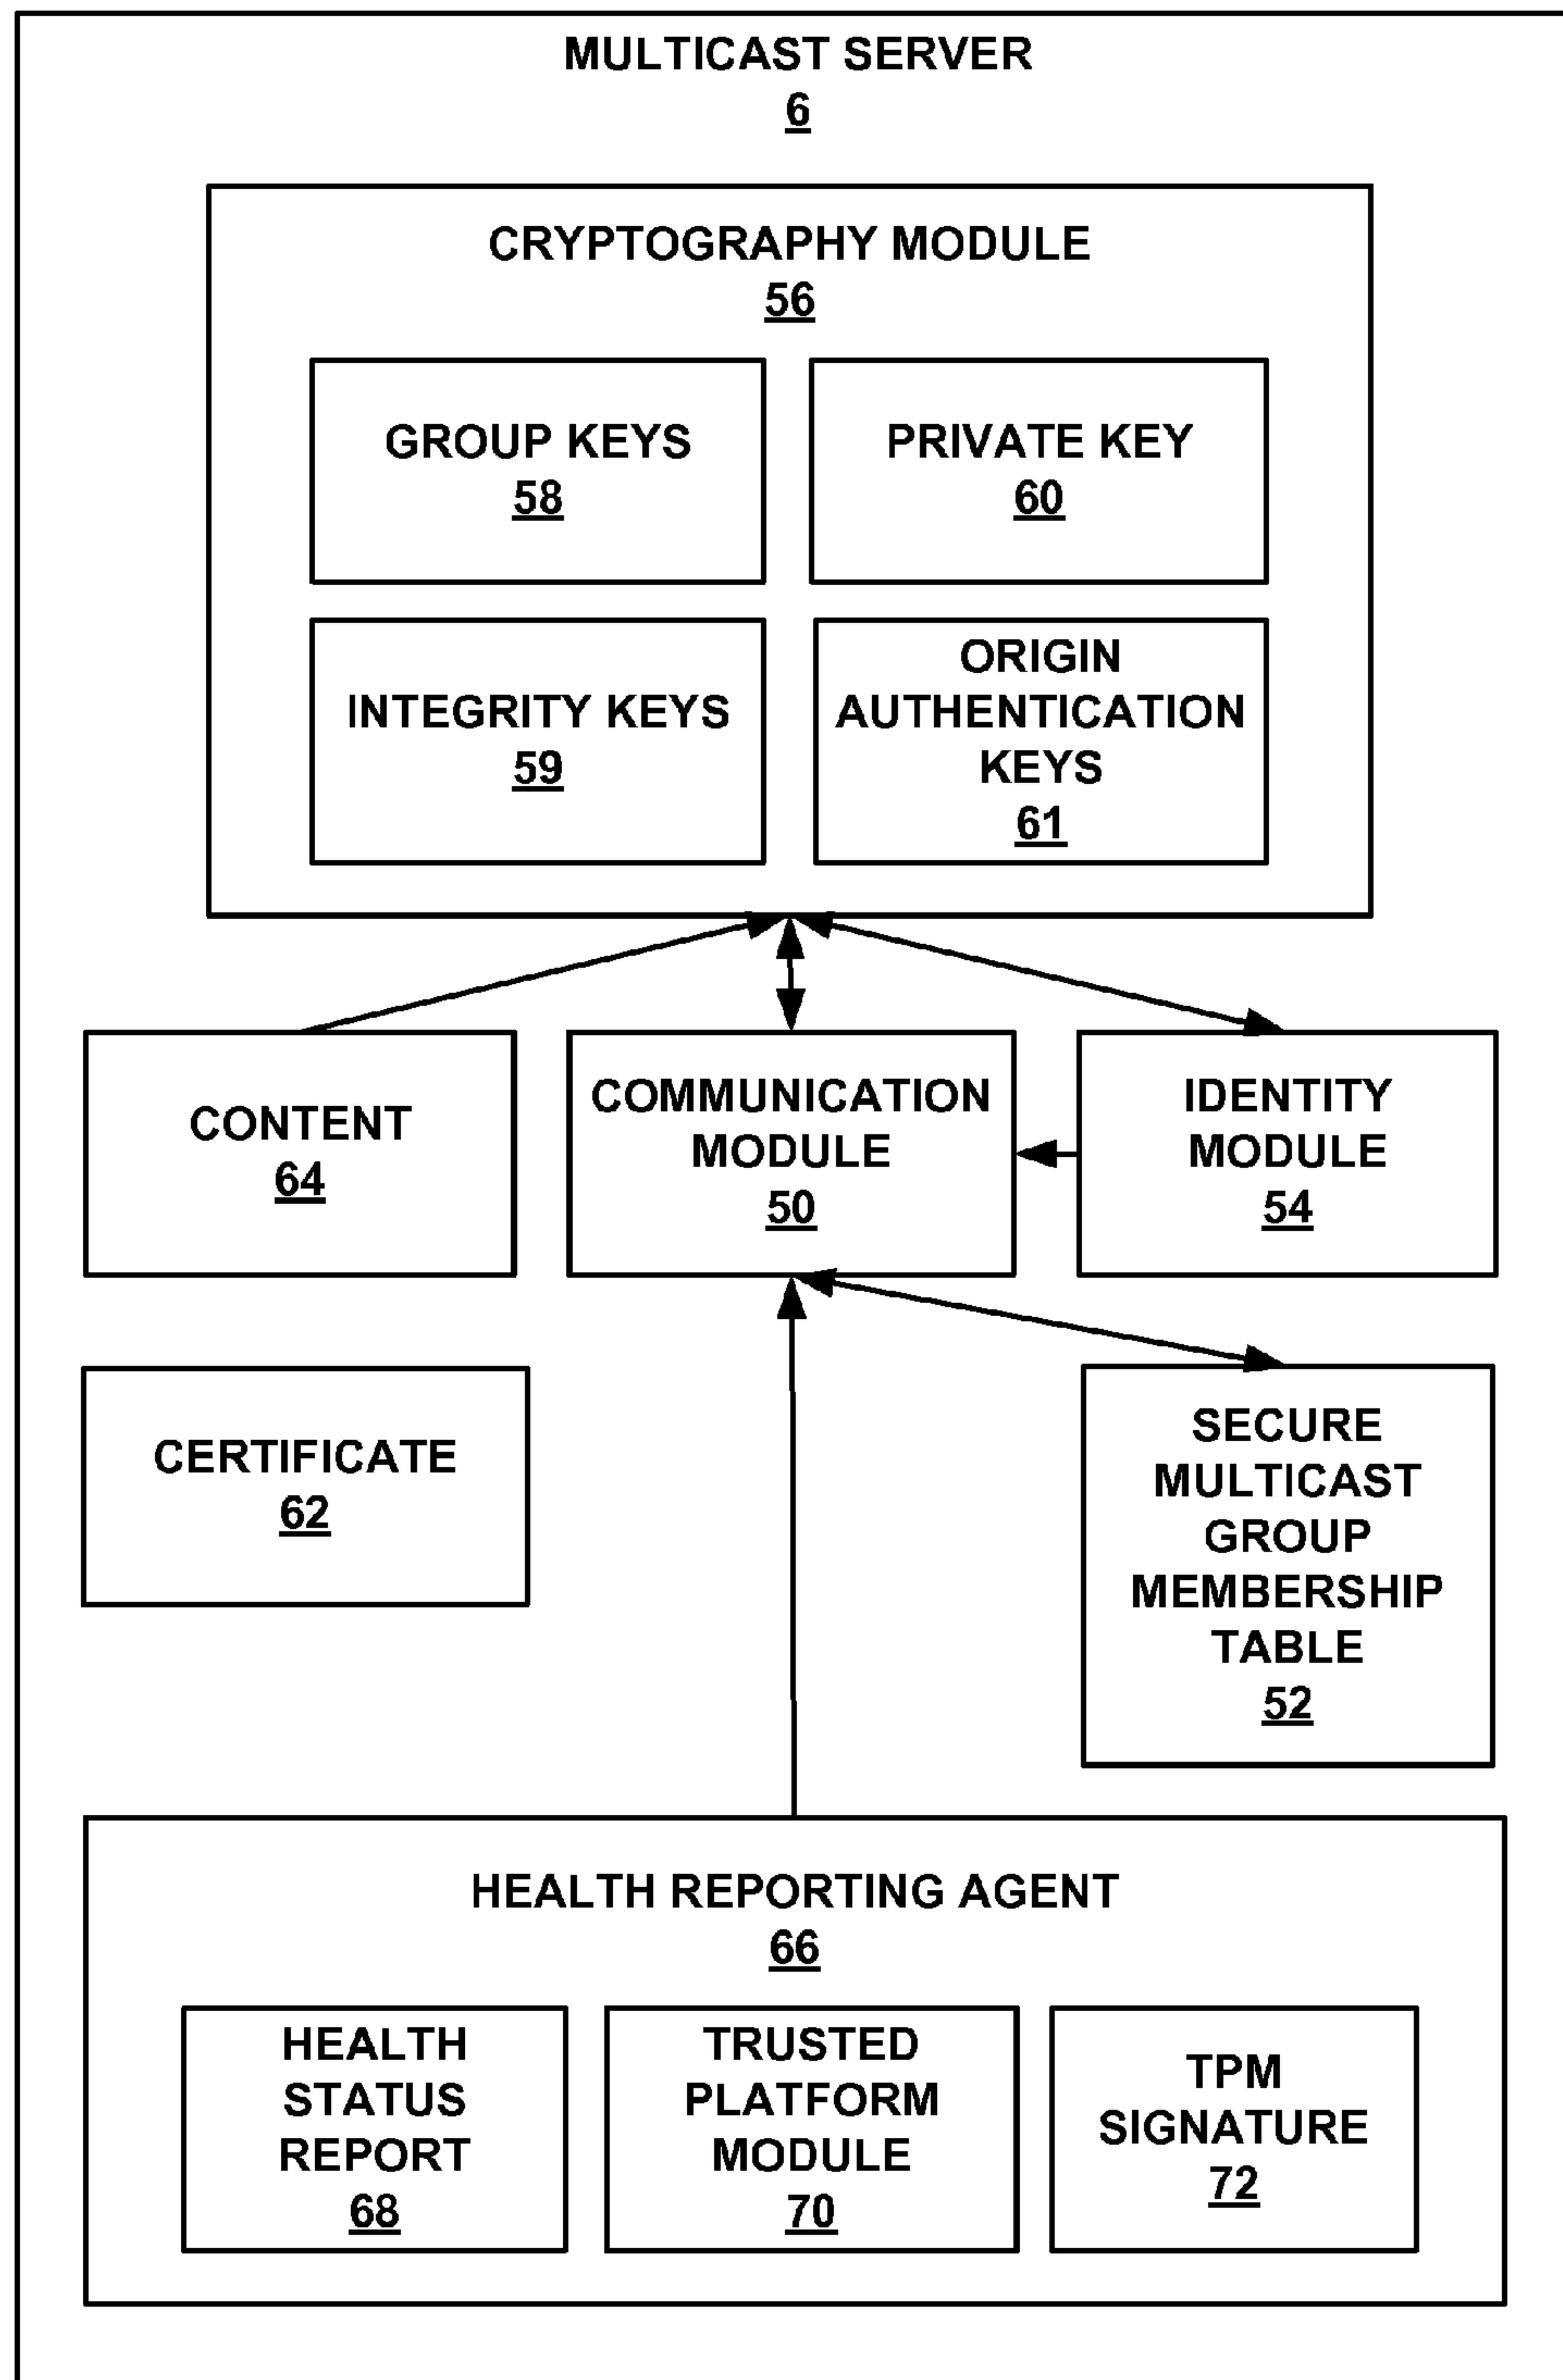 MULTICAST SERVER
6
CRYPTOGRAPHY MODULE
56
GROUP KEYS
58
PRIVATE KEY
60
INTEGRITY KEYS
59
ORIGIN
AUTHENTICATION
KEYS
61
CONTENT
64
COMMUNICATION
MODULE
50
IDENTITY
MODULE
54
CERTIFICATE
62
SECURE
MULTICAST
GROUP
MEMBERSHIP
TABLE
52
HEALTH REPORTING AGENT
66
HEALTH
STATUS
REPORT
68
TRUSTED
PLATFORM
MODULE
70
TPM
SIGNATURE
72